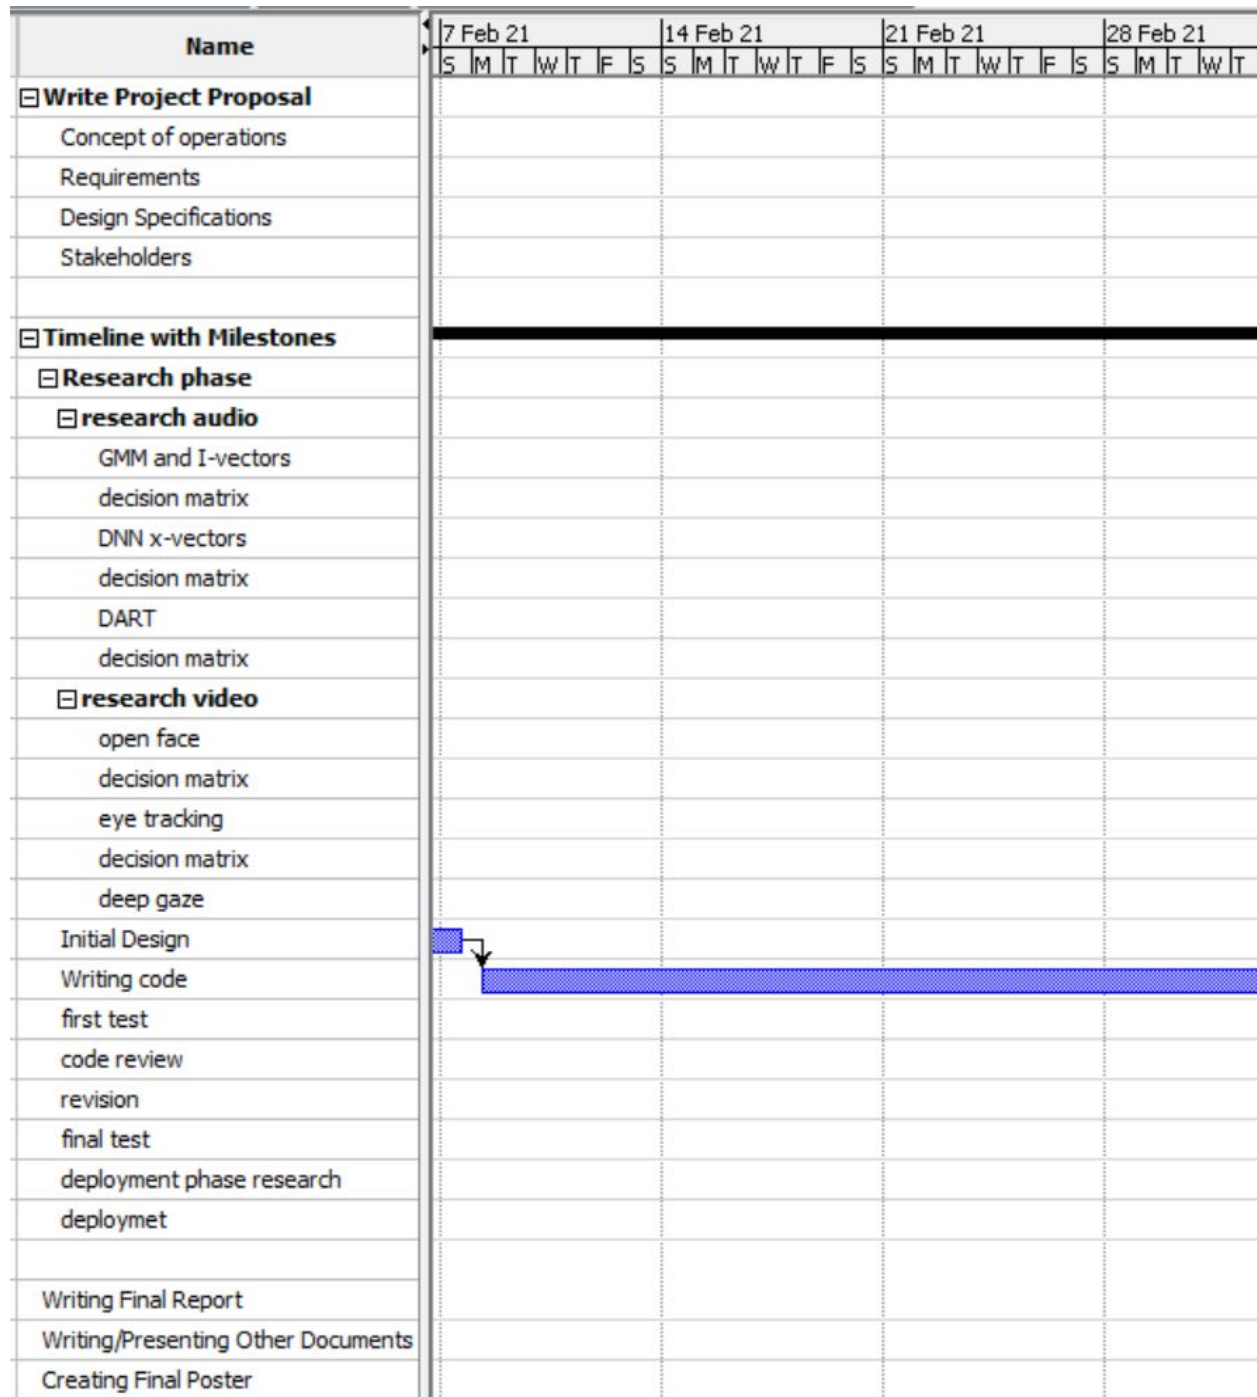 Name
7 Feb 21 14 Feb 21 21 Feb 21 28 Feb 21
S M T W T F S S M T W T F S S M T W T F S S M T W T
Write Project Proposal
Concept of operations
Requirements
Design Specifications
Stakeholders
Timeline with Milestones
Research phase
research audio
GMM and I-vectors
decision matrix
DNN x-vectors
decision matrix
DART
decision matrix
research video
open face
decision matrix
eye tracking
decision matrix
deep gaze
Initial Design
Writing code
first test
code review
revision
final test
deployment phase research
deploymet
Writing Final Report
Writing/Presenting Other Documents
Creating Final Poster